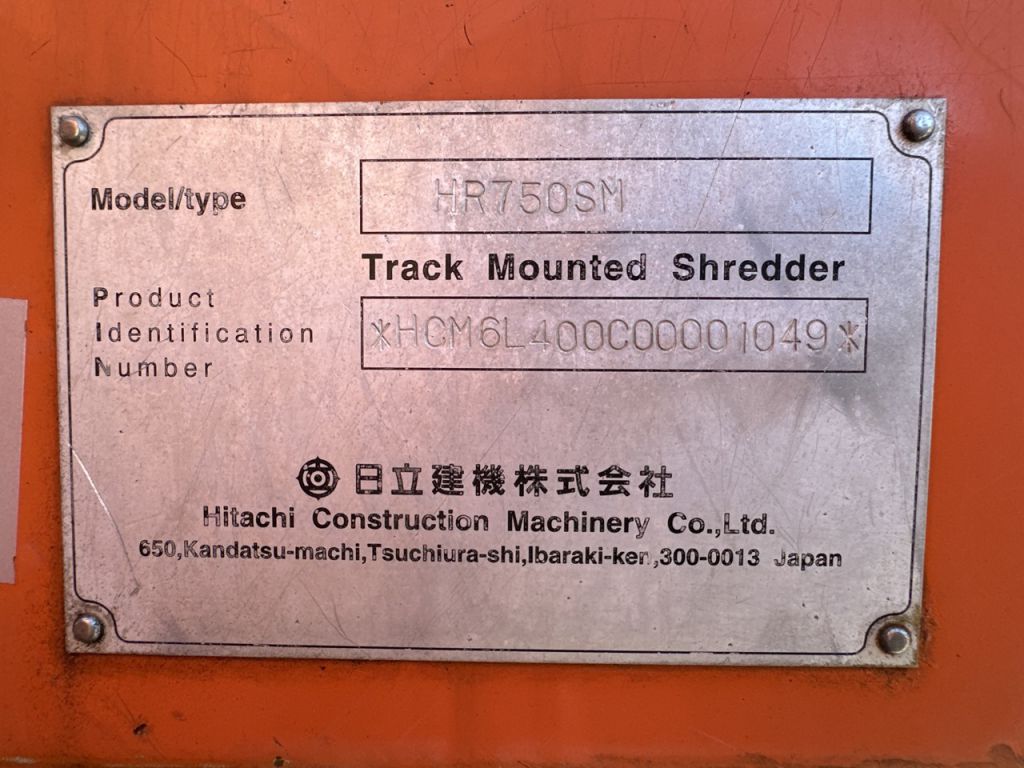 Model/type HR750SM
Track Mounted Shredder
Product
Identification
Number
*HCM6L400C00001049*
日立建機株式会社
Hitachi Construction Machinery Co.,Ltd.
650,Kandatsu-machi,Tsuchiura-shi,Ibaraki-ken,300-0013 Japan